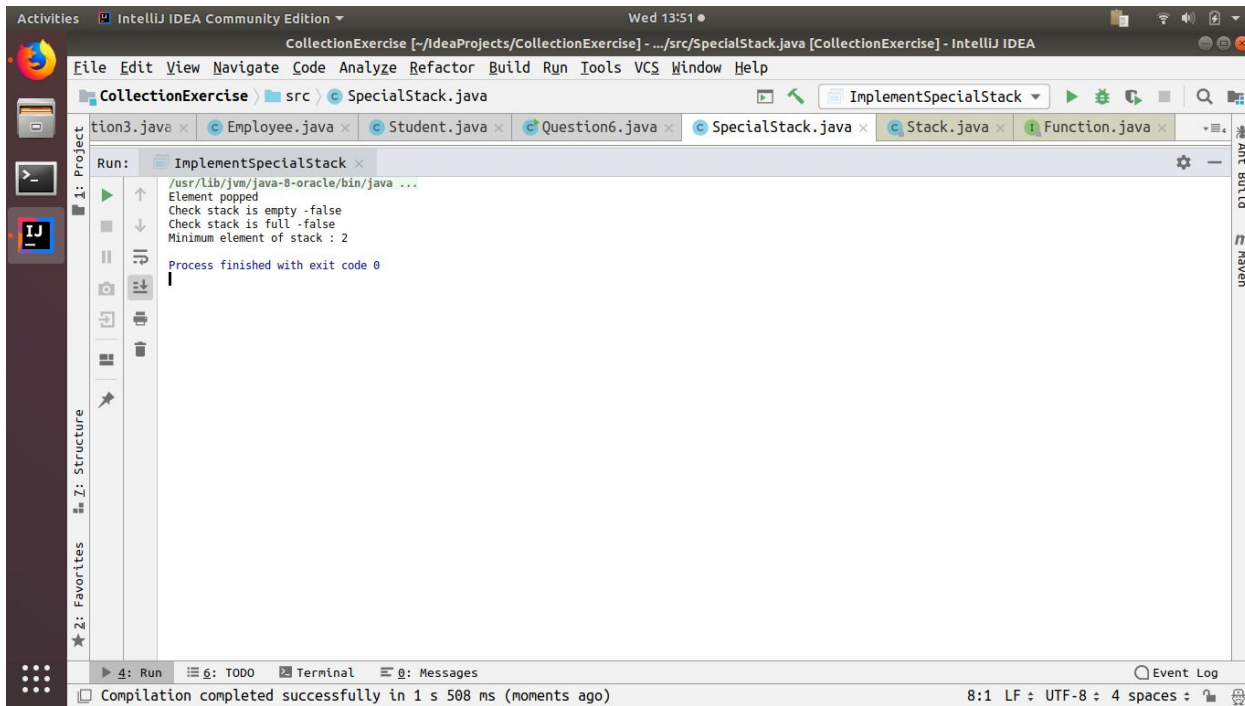 Activities IntelliJ IDEA Community Edition Wed 13:51
CollectionExercise [~/IdeaProjects/CollectionExercise] - .../src/SpecialStack.java [CollectionExercise] - IntelliJ IDEA
File Edit View Navigate Code Analyze Refactor Build Run Tools VCS Window Help
CollectionExercise src SpecialStack.java ImplementSpecialStack
tion3.java Employee.java Student.java Question6.java SpecialStack.java Stack.java Function.java
Run: ImplementSpecialStack
/usr/lib/jvm/java-8-oracle/bin/java ...
Element popped
Check stack is empty -false
Check stack is full -false
Minimum element of stack : 2
Process finished with exit code 0
1: Project
Z: Structure
2: Favorites
Ant Build
Maven
4: Run 6: TODO Terminal 0: Messages Event Log
Compilation completed successfully in 1 s 508 ms (moments ago) 8:1 LF UTF-8 4 spaces